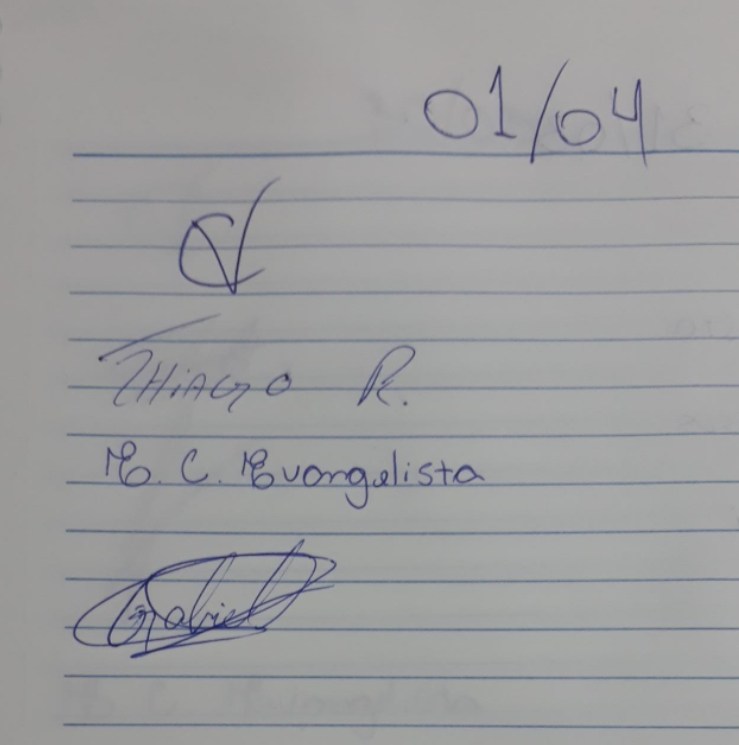 01/04
THIAGO R.
E. C. Evangelista
Gabriel